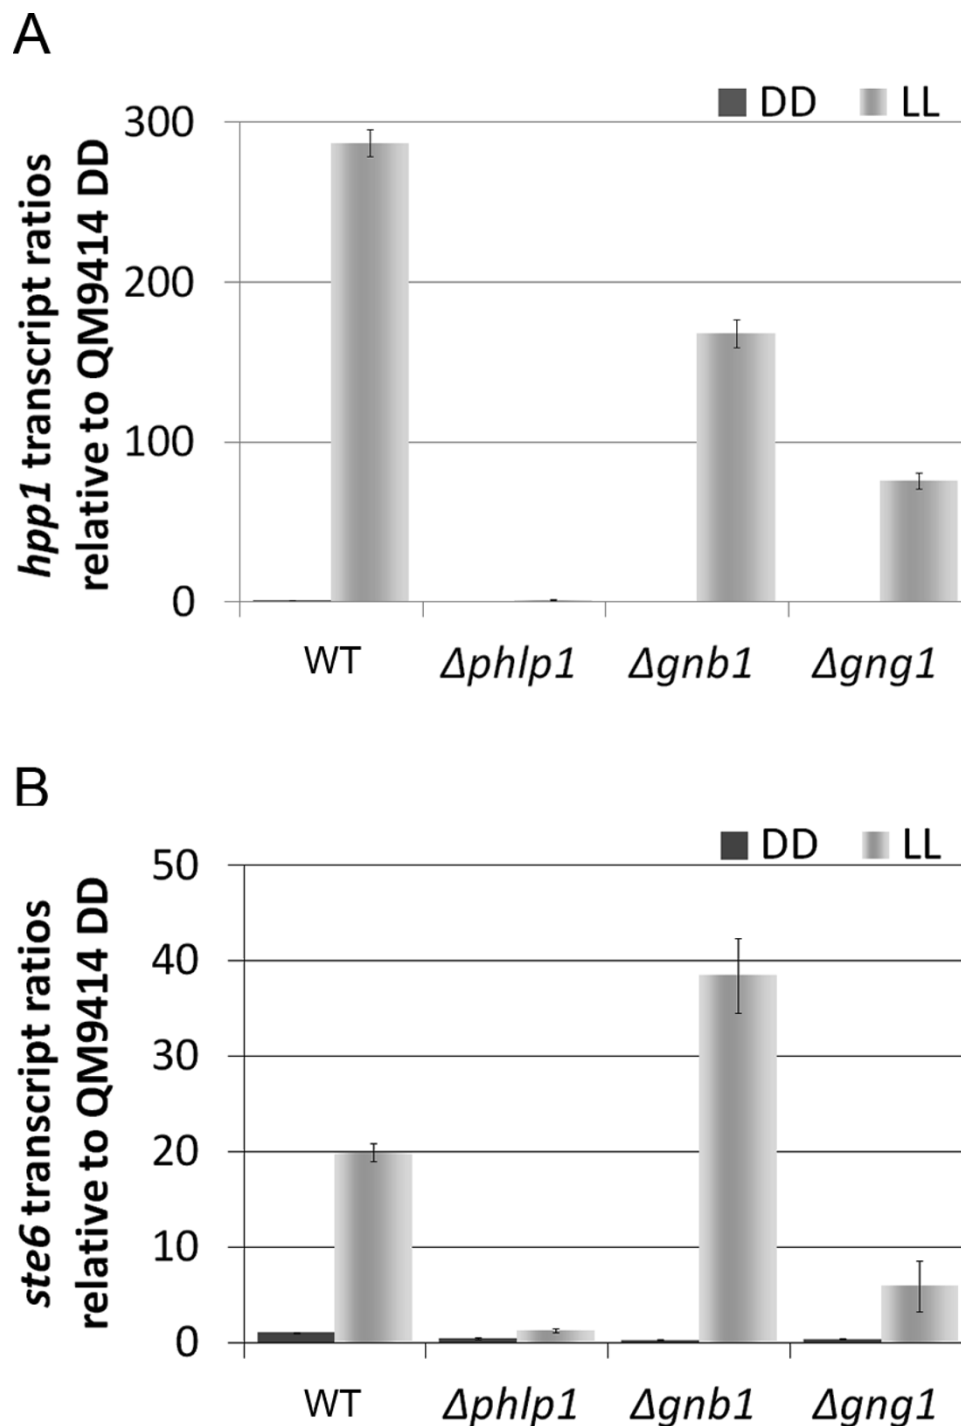 A
DD LL
hpp1 transcript ratios
relative to QM9414 DD
300
200
100
0
WT Δphlp1 Δgnb1 Δgng1
B
DD LL
ste6 transcript ratios
relative to QM9414 DD
50
40
30
20
10
0
WT Δphlp1 Δgnb1 Δgng1